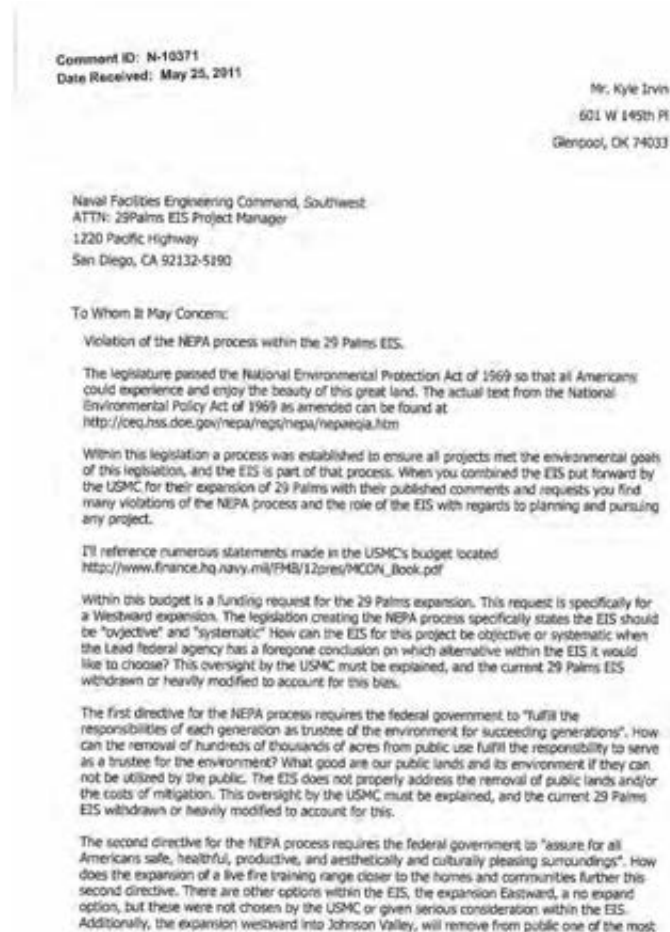 Comment ID: N-10371
Date Received: May 25, 2011
Mr. Kyle Irvin
601 W 145th Pl
Glenpool, OK 74033
Naval Facilities Engineering Command, Southwest
ATTN: 29Palms EIS Project Manager
1220 Pacific Highway
San Diego, CA 92132-5190
To Whom It May Concern:
Violation of the NEPA process within the 29 Palms EIS.
The legislature passed the National Environmental Protection Act of 1969 so that all Americans
could experience and enjoy the beauty of this great land. The actual text from the National
Environmental Policy Act of 1969 as amended can be found at
http://ceq.hss.doe.gov/nepa/regs/nepa/nepaeqia.htm
Within this legislation a process was established to ensure all projects met the environmental goals
of this legislation, and the EIS is part of that process. When you combined the EIS put forward by
the USMC for their expansion of 29 Palms with their published comments and requests you find
many violations of the NEPA process and the role of the EIS with regards to planning and pursuing
any project.
I'll reference numerous statements made in the USMC's budget located
http://www.finance.hq.navy.mil/FMB/12pres/MCON_Book.pdf
Within this budget is a funding request for the 29 Palms expansion. This request is specifically for
a Westward expansion. The legislation creating the NEPA process specifically states the EIS should
be "ovjective" and "systematic" How can the EIS for this project be objective or systematic when
the Lead federal agency has a foregone conclusion on which alternative within the EIS it would
like to choose? This oversight by the USMC must be explained, and the current 29 Palms EIS
withdrawn or heavily modified to account for this bias.
The first directive for the NEPA process requires the federal government to "fulfill the
responsibilities of each generation as trustee of the environment for succeeding generations". How
can the removal of hundreds of thousands of acres from public use fulfill the responsibility to serve
as a trustee for the environment? What good are our public lands and its environment if they can
not be utilized by the public. The EIS does not properly address the removal of public lands and/or
the costs of mitigation. This oversight by the USMC must be explained, and the current 29 Palms
EIS withdrawn or heavily modified to account for this.
The second directive for the NEPA process requires the federal government to "assure for all
Americans safe, healthful, productive, and aesthetically and culturally pleasing surroundings". How
does the expansion of a live fire training range closer to the homes and communities further this
second directive. There are other options within the EIS, the expansion Eastward, a no expand
option, but these were not chosen by the USMC or given serious consideration within the EIS.
Additionally, the expansion westward into Johnson Valley, will remove from public one of the most